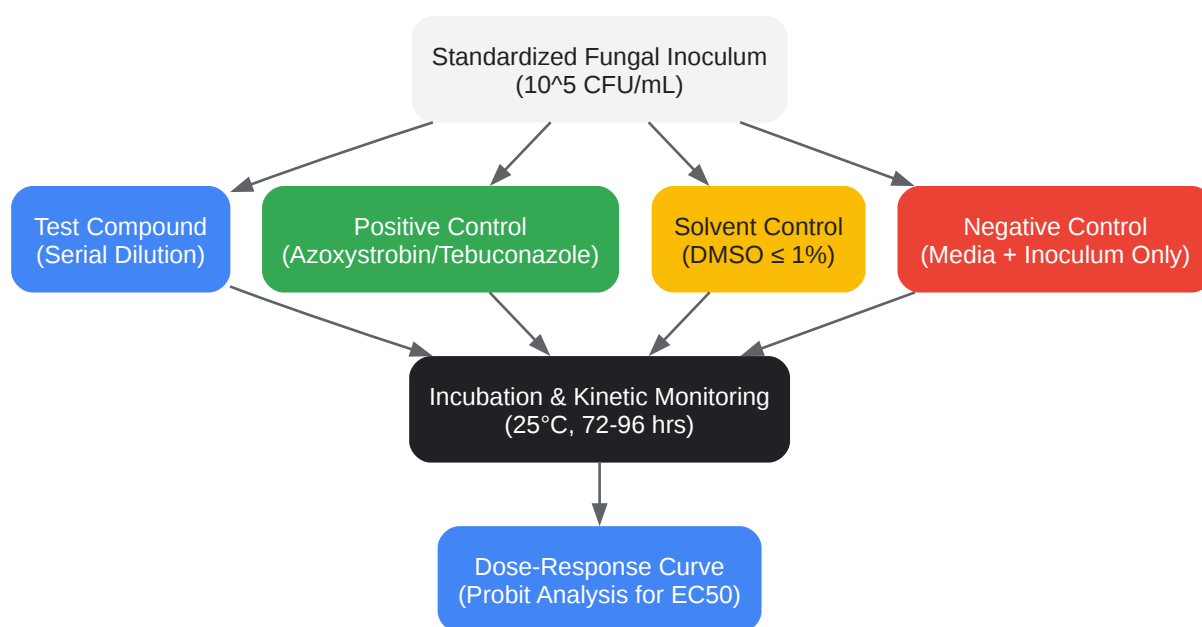 Standardized Fungal Inoculum
(10^5 CFU/mL)
Test Compound
(Serial Dilution)
Positive Control
(Azoxystrobin/Tebuconazole)
Solvent Control
(DMSO ≤ 1%)
Negative Control
(Media + Inoculum Only)
Incubation & Kinetic Monitoring
(25°C, 72-96 hrs)
Dose-Response Curve
(Probit Analysis for EC50)